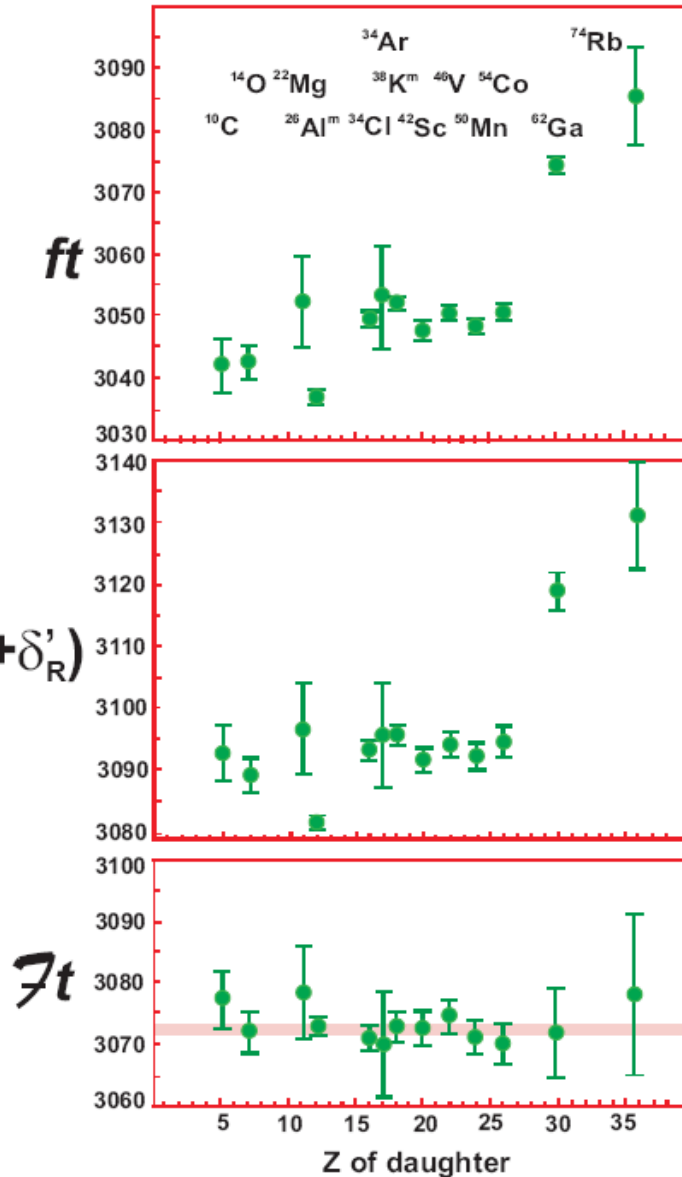 ³⁴Ar ⁷⁴Rb
3090
¹⁴O ²²Mg ³⁸Kᵐ ⁴⁶V ⁵⁴Co
3080
¹⁰C ²⁶Alᵐ ³⁴Cl ⁴²Sc ⁵⁰Mn ⁶²Ga
3070
3060
ft
3050
3040
3030
3140
3130
3120
3110
+δ'R)
3100
3090
3080
3100
3090
ℱt
3080
3070
3060
5 10 15 20 25 30 35
Z of daughter